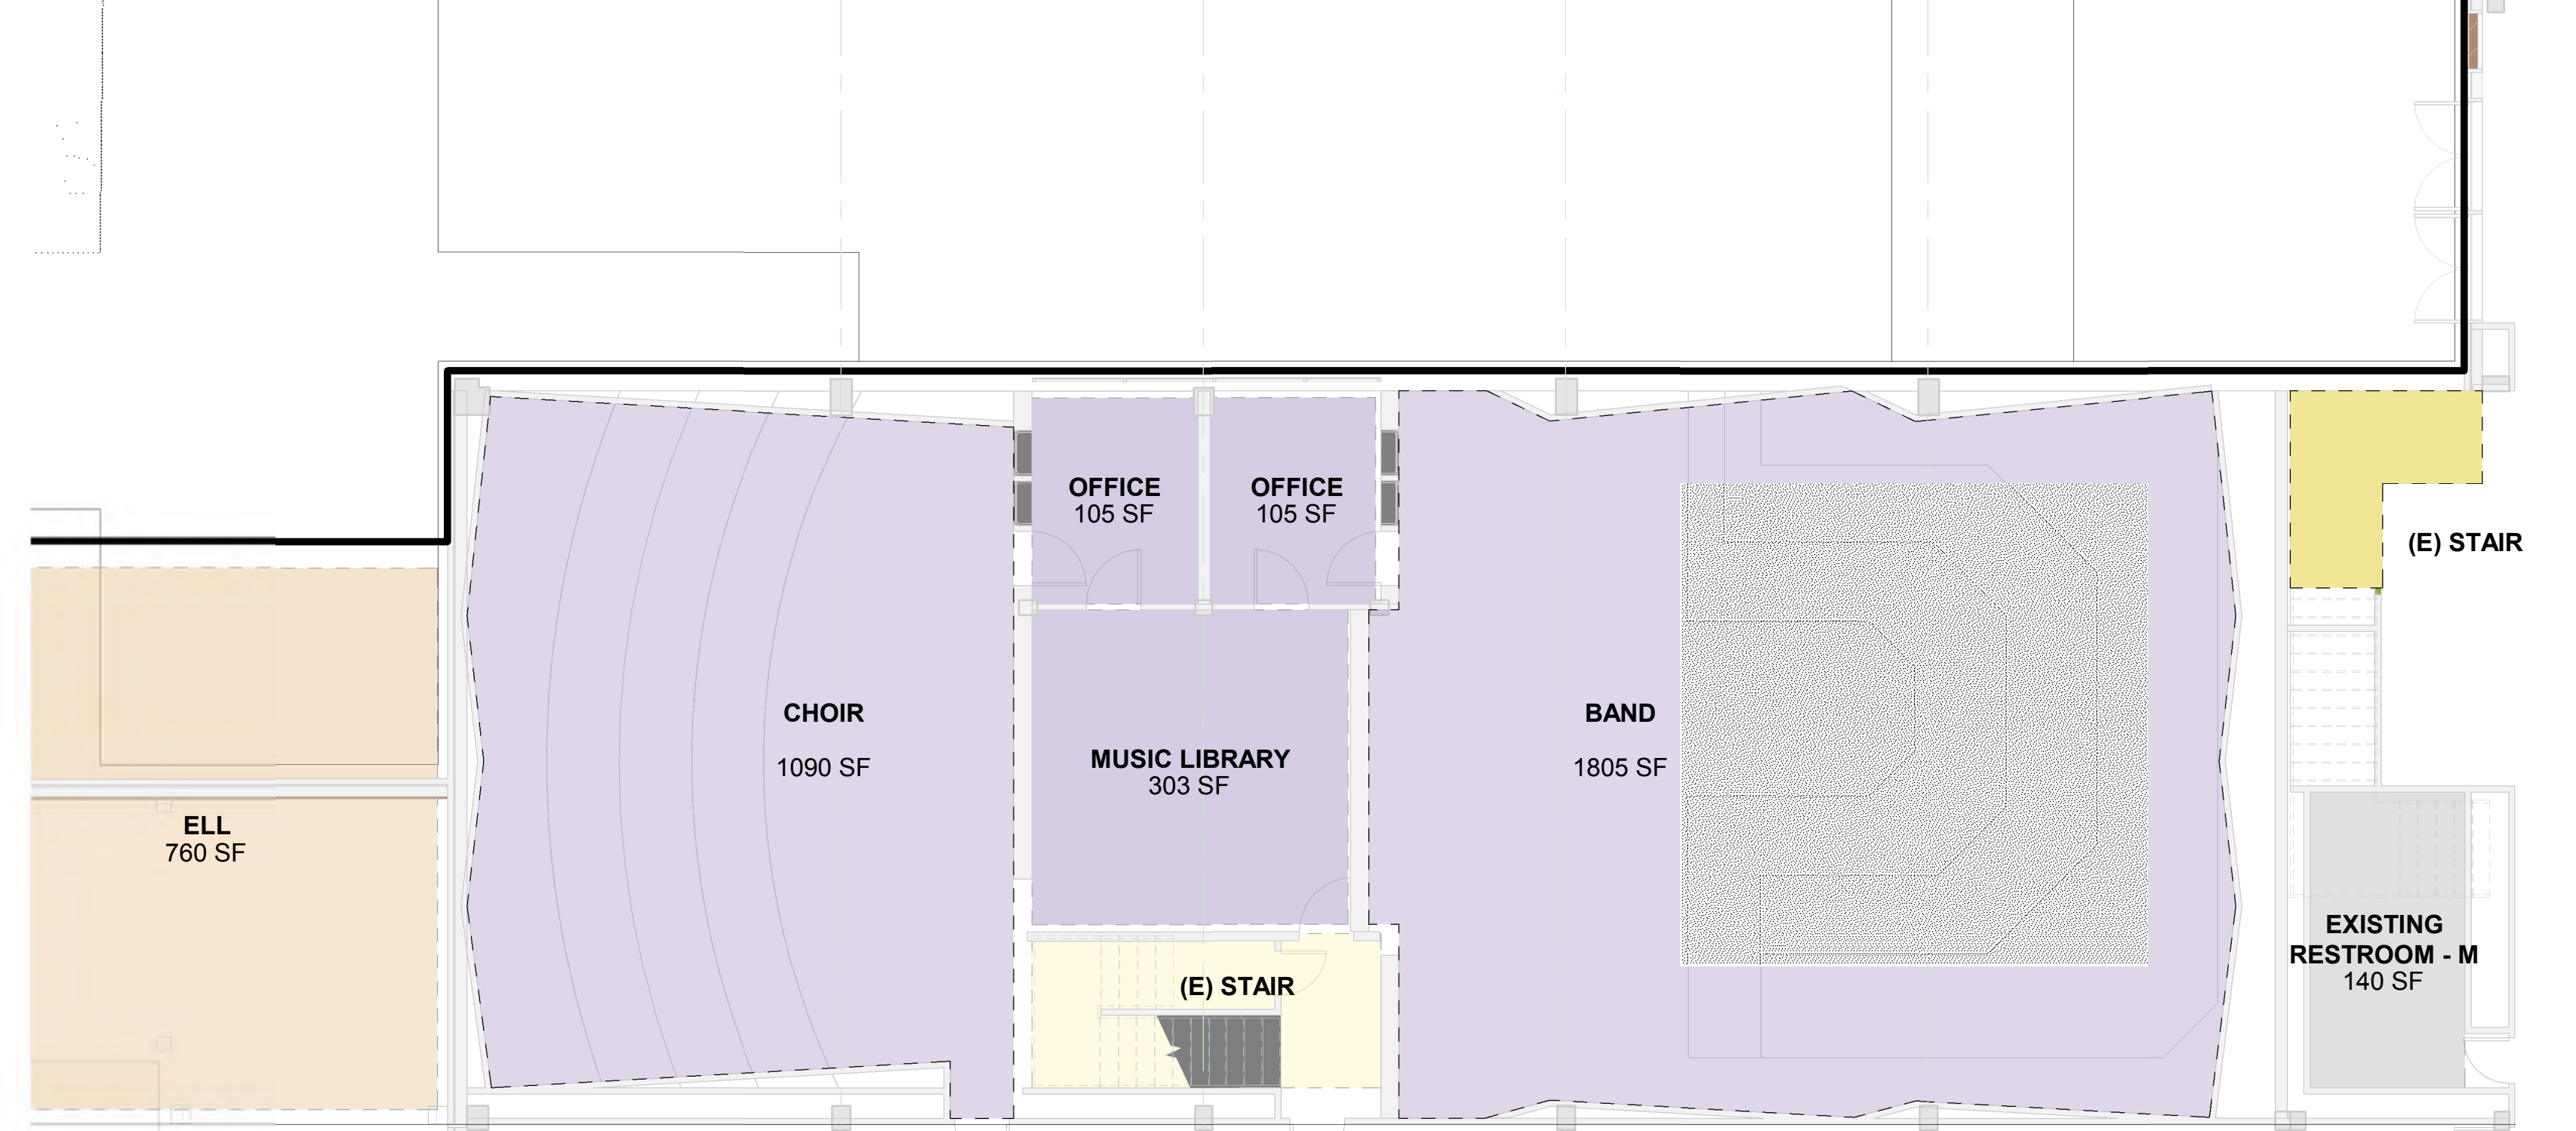 OFFICE
105 SF
OFFICE
105 SF
(E) STAIR
CHOIR
1090 SF
MUSIC LIBRARY
303 SF
BAND
1805 SF
ELL
760 SF
(E) STAIR
EXISTING
RESTROOM - M
140 SF